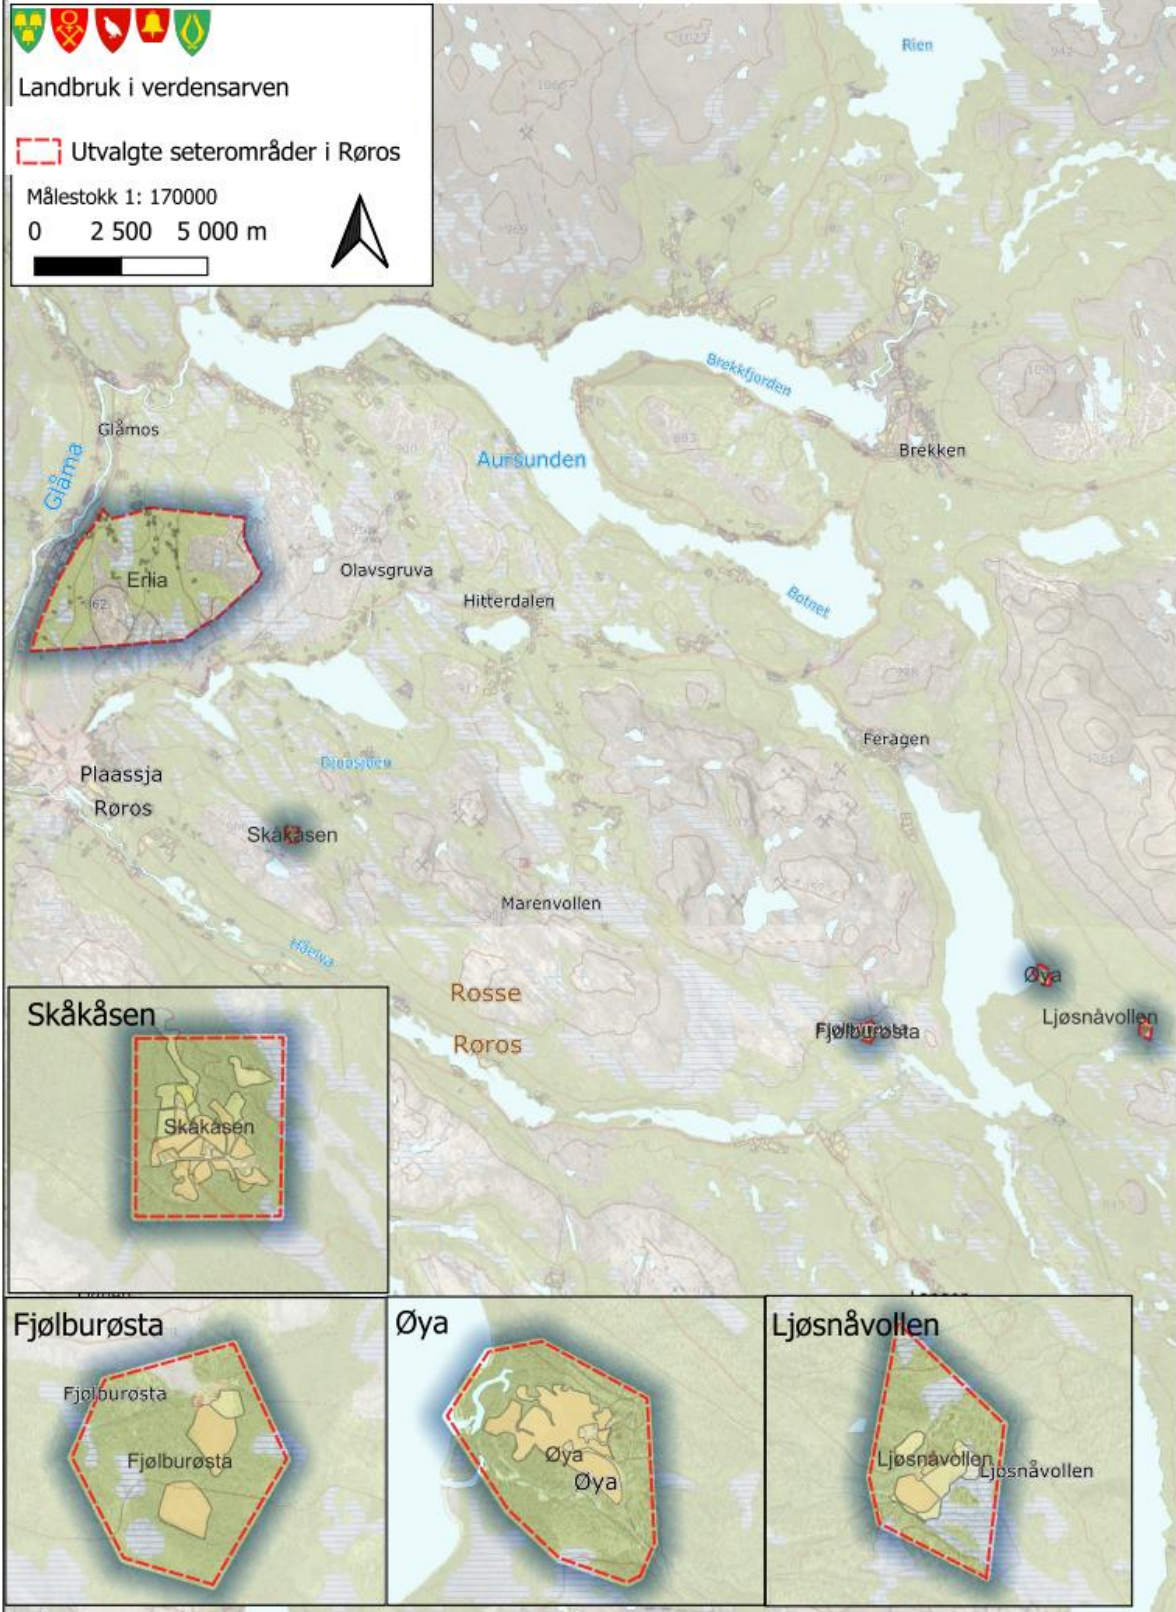 Landbruk i verdensarven
Utvalgte seterområder i Røros
Målestokk 1: 170000
0 2 500 5 000 m
Rien
Brekkfjorden
Glåmos
Glåma
Aursunden
Brekken
Erlia
Olavsgruva
Hitterdalen
Botnet
Feragen
Djupsjøen
Plaassja
Røros
Skåkåsen
Marenvollen
Håelva
Øya
Rosse
Røros
Fjølburøsta
Ljøsnåvollen
Skåkåsen
Skåkåsen
Fjølburøsta
Fjølburøsta
Fjølburøsta
Øya
Øya
Øya
Ljøsnåvollen
Ljøsnåvollen
Ljøsnåvollen